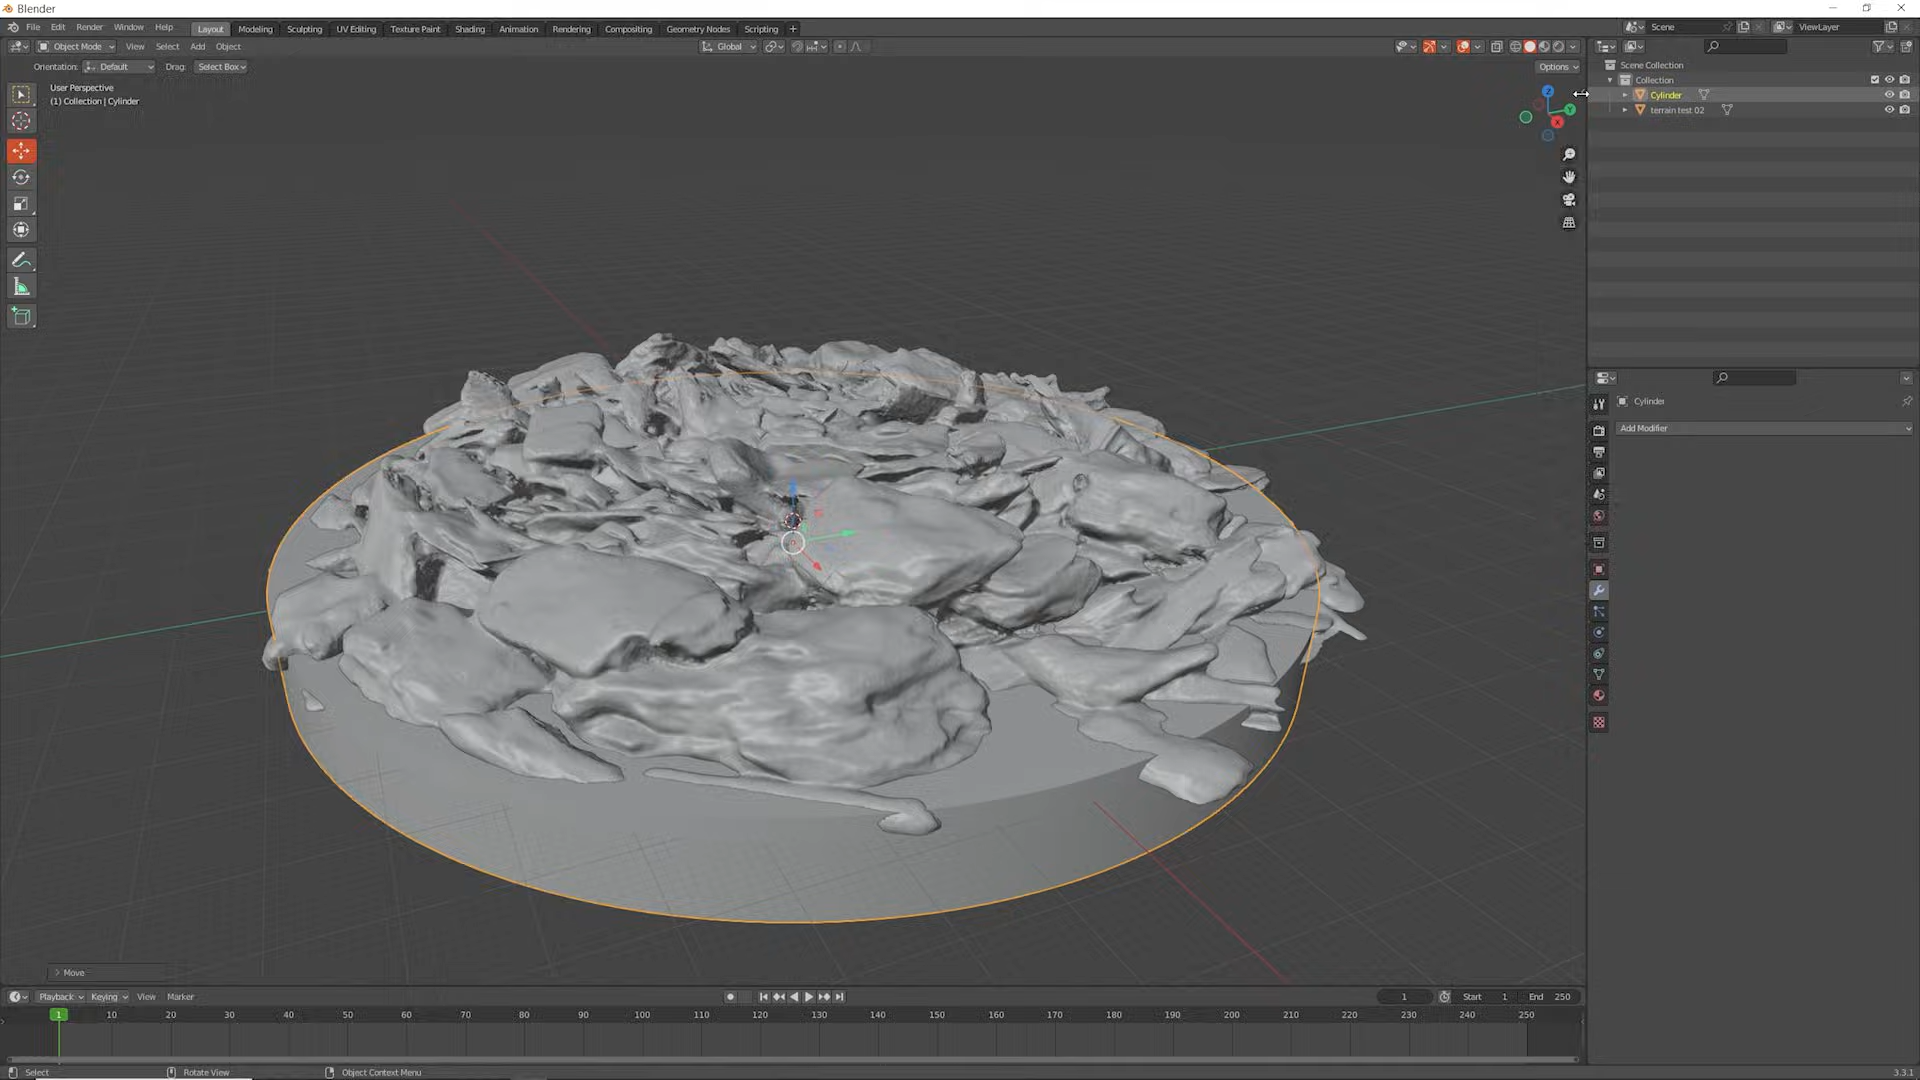 Blender
File Edit Render Window Help Layout Modeling Sculpting UV Editing Texture Paint Shading Animation Rendering Compositing Geometry Nodes Scripting + Scene ViewLayer
Object Mode View Select Add Object Global
Orientation: Default Drag: Select Box Options
User Perspective
(1) Collection | Cylinder
Z
Y
X
Scene Collection
Collection
Cylinder
terrain test 02
Cylinder
Add Modifier
Move
Playback Keying View Marker 1 Start 1 End 250
1 10 20 30 40 50 60 70 80 90 100 110 120 130 140 150 160 170 180 190 200 210 220 230 240 250
Select Rotate View Object Context Menu 3.3.1